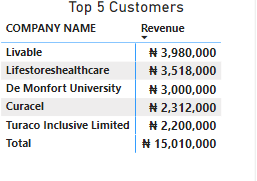 Top 5 Customers
COMPANY NAME Revenue
Livable ₦ 3,980,000
Lifestoreshealthcare ₦ 3,518,000
De Monfort University ₦ 3,000,000
Curacel ₦ 2,312,000
Turaco Inclusive Limited ₦ 2,200,000
Total ₦ 15,010,000